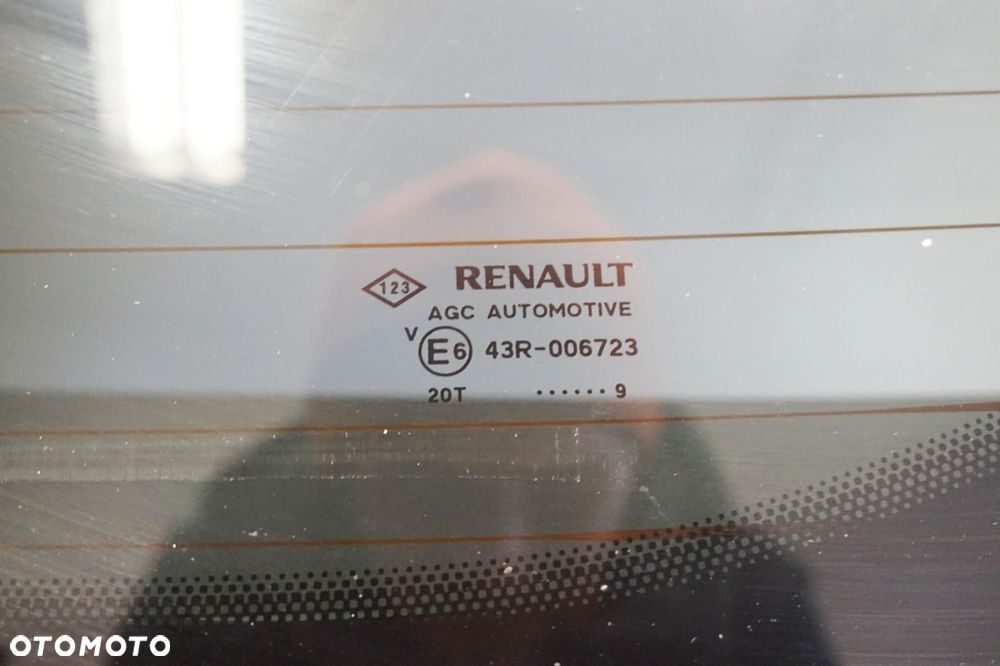 123 RENAULT
AGC AUTOMOTIVE
V E6 43R-006723
20T ······ 9
OTOMOTO